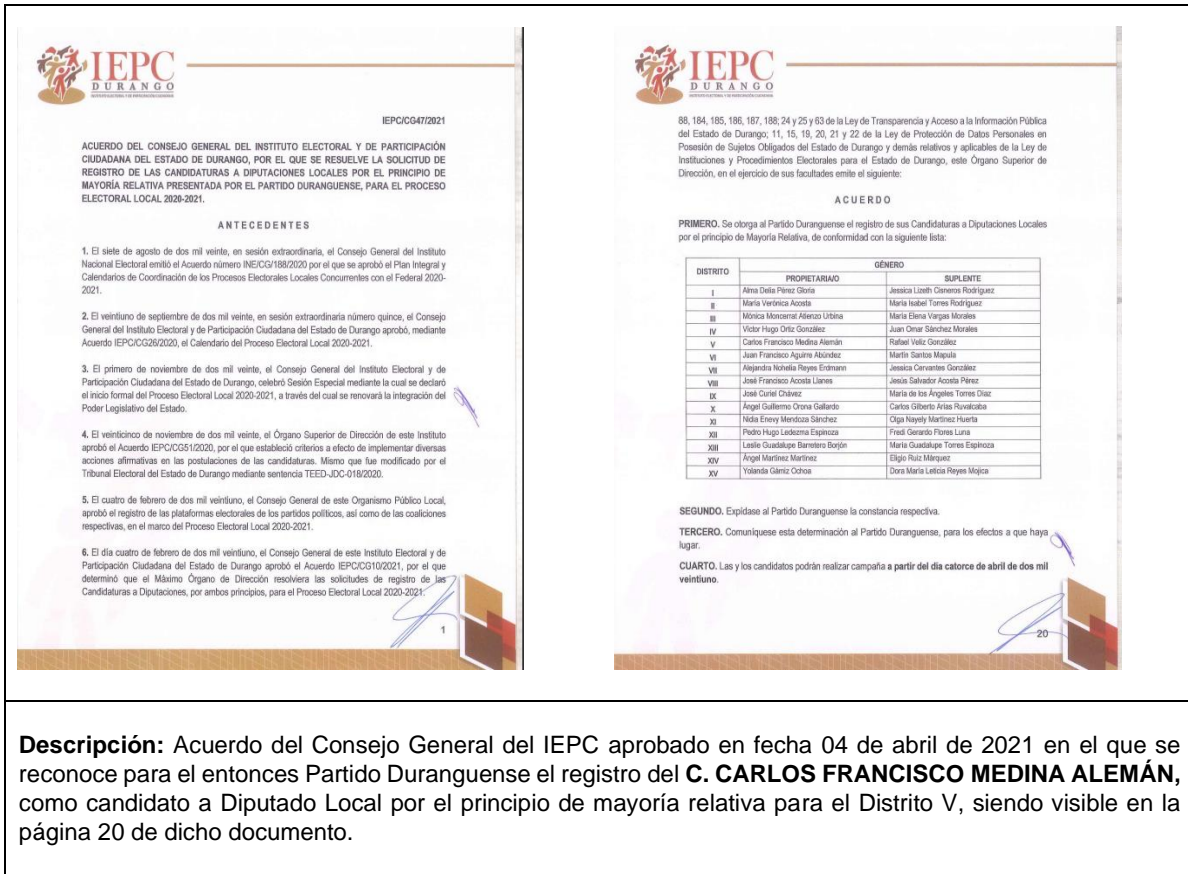 IEPC
DURANGO
INSTITUTO ELECTORAL Y DE PARTICIPACIÓN CIUDADANA
IEPC/CG47/2021
ACUERDO DEL CONSEJO GENERAL DEL INSTITUTO ELECTORAL Y DE PARTICIPACIÓN
CIUDADANA DEL ESTADO DE DURANGO, POR EL QUE SE RESUELVE LA SOLICITUD DE
REGISTRO DE LAS CANDIDATURAS A DIPUTACIONES LOCALES POR EL PRINCIPIO DE
MAYORÍA RELATIVA PRESENTADA POR EL PARTIDO DURANGUENSE, PARA EL PROCESO
ELECTORAL LOCAL 2020-2021.
ANTECEDENTES
1. El siete de agosto de dos mil veinte, en sesión extraordinaria, el Consejo General del Instituto
Nacional Electoral emitió el Acuerdo número INE/CG/188/2020 por el que se aprobó el Plan Integral y
Calendarios de Coordinación de los Procesos Electorales Locales Concurrentes con el Federal 2020-
2021.
2. El veintiuno de septiembre de dos mil veinte, en sesión extraordinaria número quince, el Consejo
General del Instituto Electoral y de Participación Ciudadana del Estado de Durango aprobó, mediante
Acuerdo IEPC/CG26/2020, el Calendario del Proceso Electoral Local 2020-2021.
3. El primero de noviembre de dos mil veinte, el Consejo General del Instituto Electoral y de
Participación Ciudadana del Estado de Durango, celebró Sesión Especial mediante la cual se declaró
el inicio formal del Proceso Electoral Local 2020-2021, a través del cual se renovará la integración del
Poder Legislativo del Estado.
4. El veinticinco de noviembre de dos mil veinte, el Órgano Superior de Dirección de este Instituto
aprobó el Acuerdo IEPC/CG51/2020, por el que estableció criterios a efecto de implementar diversas
acciones afirmativas en las postulaciones de las candidaturas. Mismo que fue modificado por el
Tribunal Electoral del Estado de Durango mediante sentencia TEED-JDC-018/2020.
5. El cuatro de febrero de dos mil veintiuno, el Consejo General de este Organismo Público Local,
aprobó el registro de las plataformas electorales de los partidos políticos, así como de las coaliciones
respectivas, en el marco del Proceso Electoral Local 2020-2021.
6. El día cuatro de febrero de dos mil veintiuno, el Consejo General de este Instituto Electoral y de
Participación Ciudadana del Estado de Durango aprobó el Acuerdo IEPC/CG10/2021, por el que
determinó que el Máximo Órgano de Dirección resolviera las solicitudes de registro de las
Candidaturas a Diputaciones, por ambos principios, para el Proceso Electoral Local 2020-2021.
1
IEPC
DURANGO
INSTITUTO ELECTORAL Y DE PARTICIPACIÓN CIUDADANA
88, 184, 185, 186, 187, 188; 24 y 25 y 63 de la Ley de Transparencia y Acceso a la Información Pública
del Estado de Durango; 11, 15, 19, 20, 21 y 22 de la Ley de Protección de Datos Personales en
Posesión de Sujetos Obligados del Estado de Durango y demás relativos y aplicables de la Ley de
Instituciones y Procedimientos Electorales para el Estado de Durango, este Órgano Superior de
Dirección, en el ejercicio de sus facultades emite el siguiente:
ACUERDO
PRIMERO. Se otorga al Partido Duranguense el registro de sus Candidaturas a Diputaciones Locales
por el principio de Mayoría Relativa, de conformidad con la siguiente lista:
DISTRITO GÉNERO
PROPIETARIA/O SUPLENTE
I Alma Delia Pérez Gloria Jessica Lizeth Cisneros Rodríguez
II María Verónica Acosta María Isabel Torres Rodríguez
III Mónica Moncerrat Atienzo Urbina María Elena Vargas Morales
IV Víctor Hugo Ortiz González Juan Omar Sánchez Morales
V Carlos Francisco Medina Alemán Rafael Veliz González
VI Juan Francisco Aguirre Abúndez Martín Santos Mapula
VII Alejandra Nohelia Reyes Erdmann Jessica Cervantes González
VIII José Francisco Acosta Llanes Jesús Salvador Acosta Pérez
IX José Curiel Chávez María de los Ángeles Torres Díaz
X Ángel Guillermo Orona Gallardo Carlos Gilberto Arias Ruvalcaba
XI Nidia Enevy Mendoza Sánchez Olga Nayely Martínez Huerta
XII Pedro Hugo Ledezma Espinoza Fredi Gerardo Flores Luna
XIII Leslie Guadalupe Barretero Borjón María Guadalupe Torres Espinoza
XIV Ángel Martínez Martínez Eligio Ruiz Márquez
XV Yolanda Gámiz Ochoa Dora María Leticia Reyes Mojica
SEGUNDO. Expídase al Partido Duranguense la constancia respectiva.
TERCERO. Comuníquese esta determinación al Partido Duranguense, para los efectos a que haya
lugar.
CUARTO. Las y los candidatos podrán realizar campaña a partir del día catorce de abril de dos mil
veintiuno.
20
Descripción: Acuerdo del Consejo General del IEPC aprobado en fecha 04 de abril de 2021 en el que se
reconoce para el entonces Partido Duranguense el registro del C. CARLOS FRANCISCO MEDINA ALEMÁN,
como candidato a Diputado Local por el principio de mayoría relativa para el Distrito V, siendo visible en la
página 20 de dicho documento.